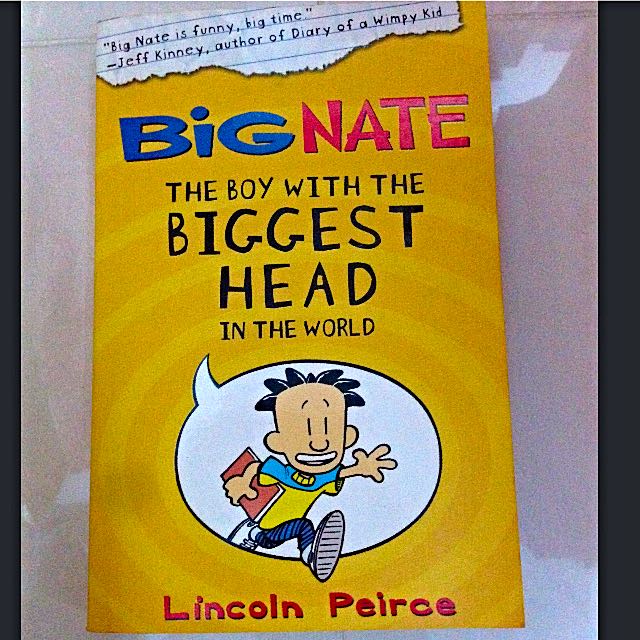 "Big Nate is funny, big time."
—Jeff Kinney, author of Diary of a Wimpy Kid
BiG NATE
THE BOY WITH THE
BIGGEST
HEAD
IN THE WORLD
Lincoln Peirce